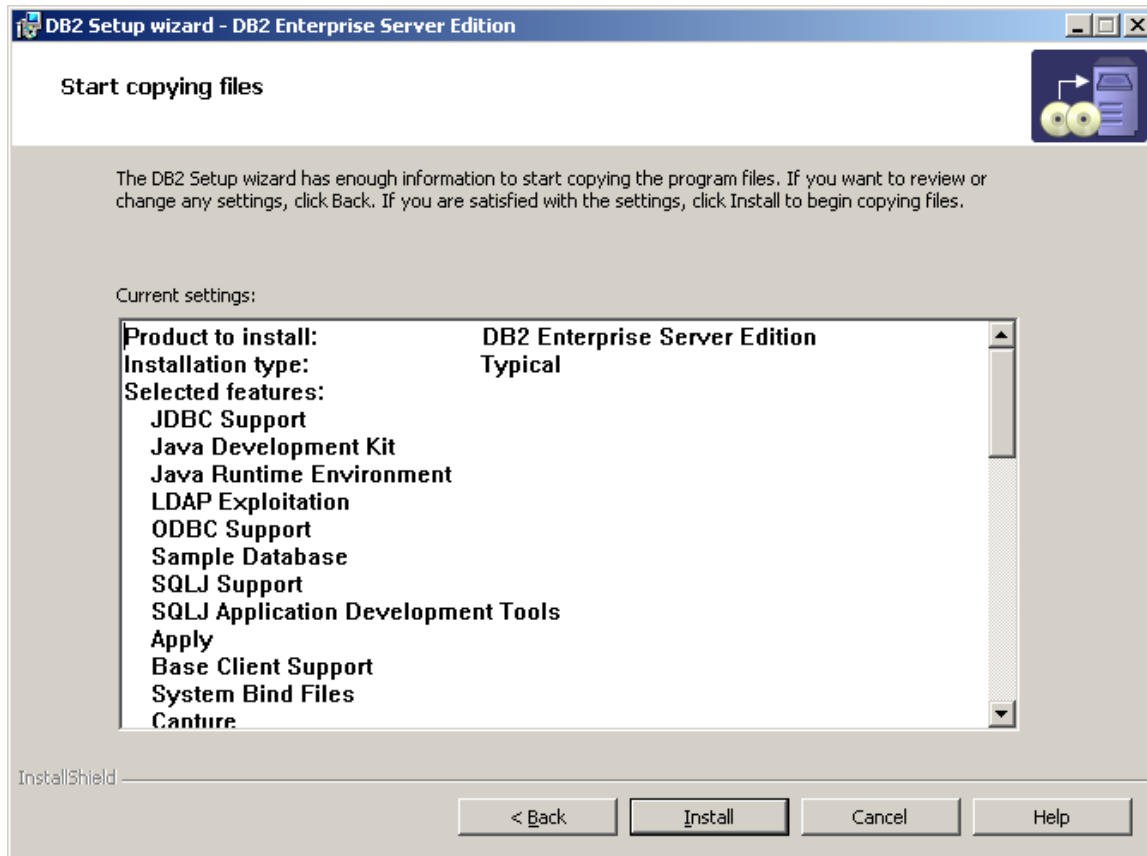 DB2 Setup wizard - DB2 Enterprise Server Edition
Start copying files
The DB2 Setup wizard has enough information to start copying the program files. If you want to review or
change any settings, click Back. If you are satisfied with the settings, click Install to begin copying files.
Current settings:
Product to install: DB2 Enterprise Server Edition
Installation type: Typical
Selected features:
JDBC Support
Java Development Kit
Java Runtime Environment
LDAP Exploitation
ODBC Support
Sample Database
SQLJ Support
SQLJ Application Development Tools
Apply
Base Client Support
System Bind Files
Capture
InstallShield
< Back Install Cancel Help